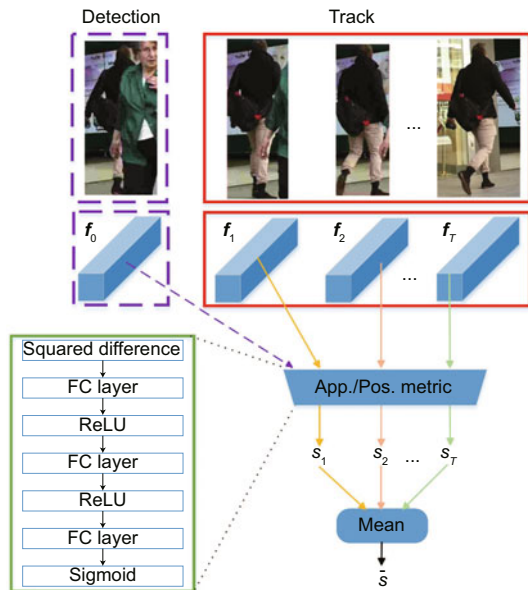 Detection
Track
...
f0
f1
f2
fT
...
Squared difference
FC layer
ReLU
FC layer
ReLU
FC layer
Sigmoid
App./Pos. metric
s1
s2
...
sT
Mean
s̄